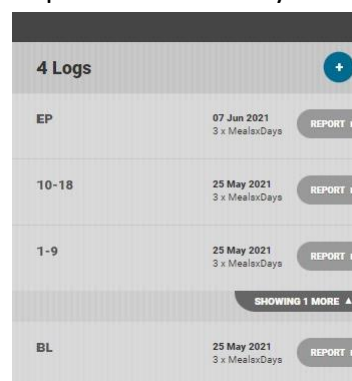 4 Logs +
EP 07 Jun 2021 REPORT
3 x MealsxDays
10-18 25 May 2021 REPORT
3 x MealsxDays
1-9 25 May 2021 REPORT
3 x MealsxDays
SHOWING 1 MORE ▲
BL 25 May 2021 REPORT
3 x MealsxDays